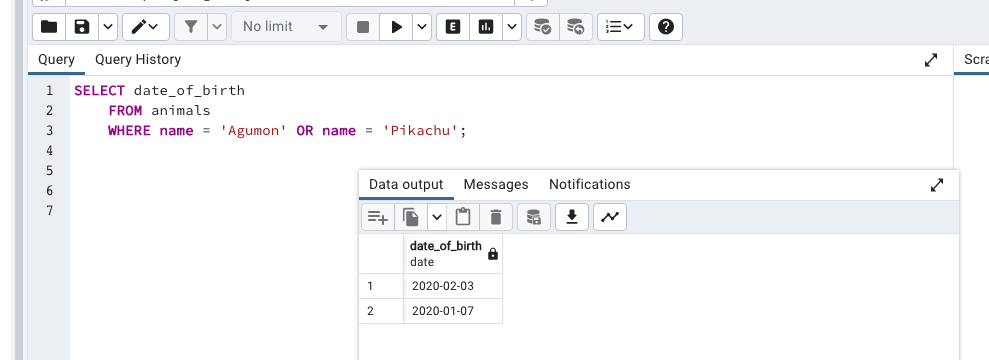 No limit
E
Query Query History
Scra
1 SELECT date_of_birth
2 FROM animals
3 WHERE name = 'Agumon' OR name = 'Pikachu';
4
5
6
7
Data output Messages Notifications
date_of_birth
date
1 2020-02-03
2 2020-01-07